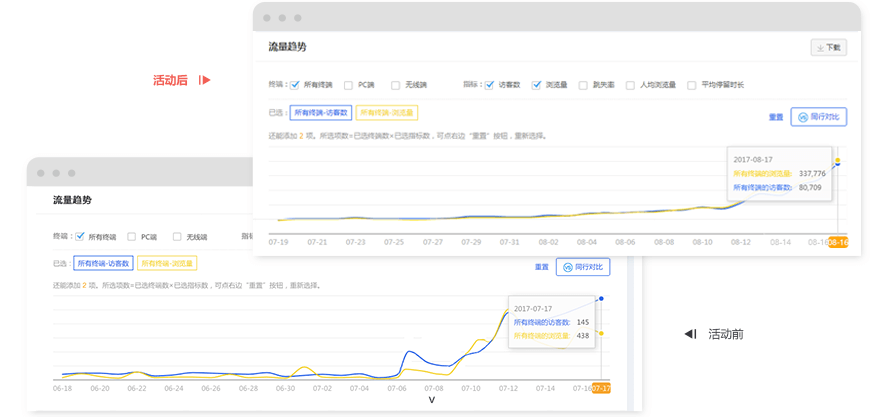 流量趋势
下载
活动后
终端： 所有终端 PC端 无线端 指标： 访客数 浏览量 跳失率 人均浏览量 平均停留时长
已选： 所有终端-访客数 所有终端-浏览量 重置 同行对比
还能添加 2 项。所选项数=已选终端数×已选指标数，可点右边“重置”按钮，重新选择。
2017-08-17
所有终端的浏览量: 337,776
所有终端的访客数: 80,709
07-19 07-21 07-23 07-25 07-27 07-29 07-31 08-02 08-04 08-06 08-08 08-10 08-12 08-14 08-16 08-16
流量趋势
终端： 所有终端 PC端 无线端 指标
已选： 所有终端-访客数 所有终端-浏览量 重置 同行对比
还能添加 2 项。所选项数=已选终端数×已选指标数，可点右边“重置”按钮，重新选择。
2017-07-17
所有终端的访客数: 145
所有终端的浏览量: 438
活动前
06-18 06-20 06-22 06-24 06-26 06-28 06-30 07-02 07-04 07-06 07-08 07-10 07-12 07-14 07-16 07-17
V